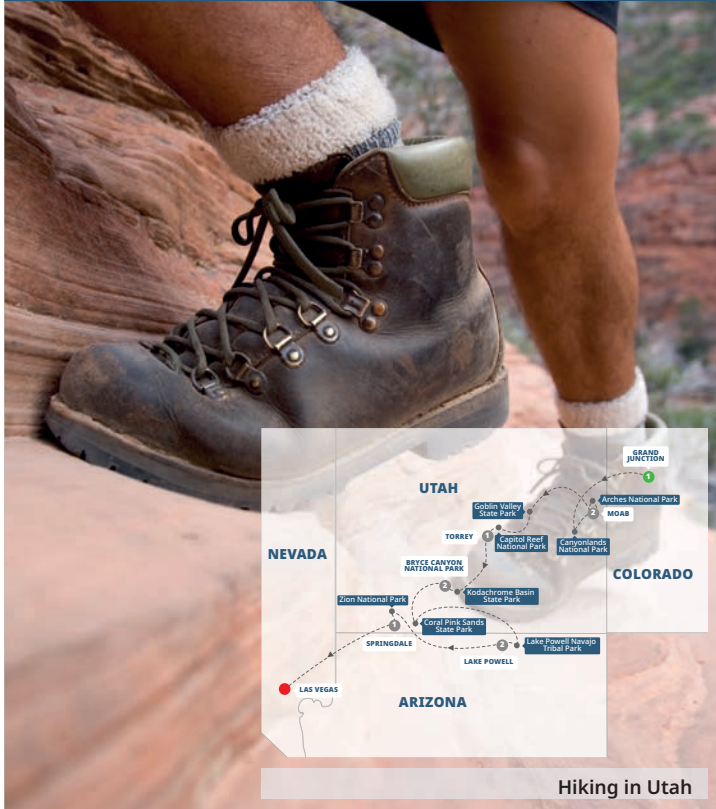 GRAND
JUNCTION
1
UTAH
Arches National Park
Goblin Valley
State Park
2
MOAB
TORREY
1
Capitol Reef
National Park
Canyonlands
National Park
NEVADA
BRYCE CANYON
NATIONAL PARK
COLORADO
2
Kodachrome Basin
State Park
Zion National Park
1
Coral Pink Sands
State Park
SPRINGDALE
2
Lake Powell Navajo
Tribal Park
LAKE POWELL
LAS VEGAS
ARIZONA
Hiking in Utah